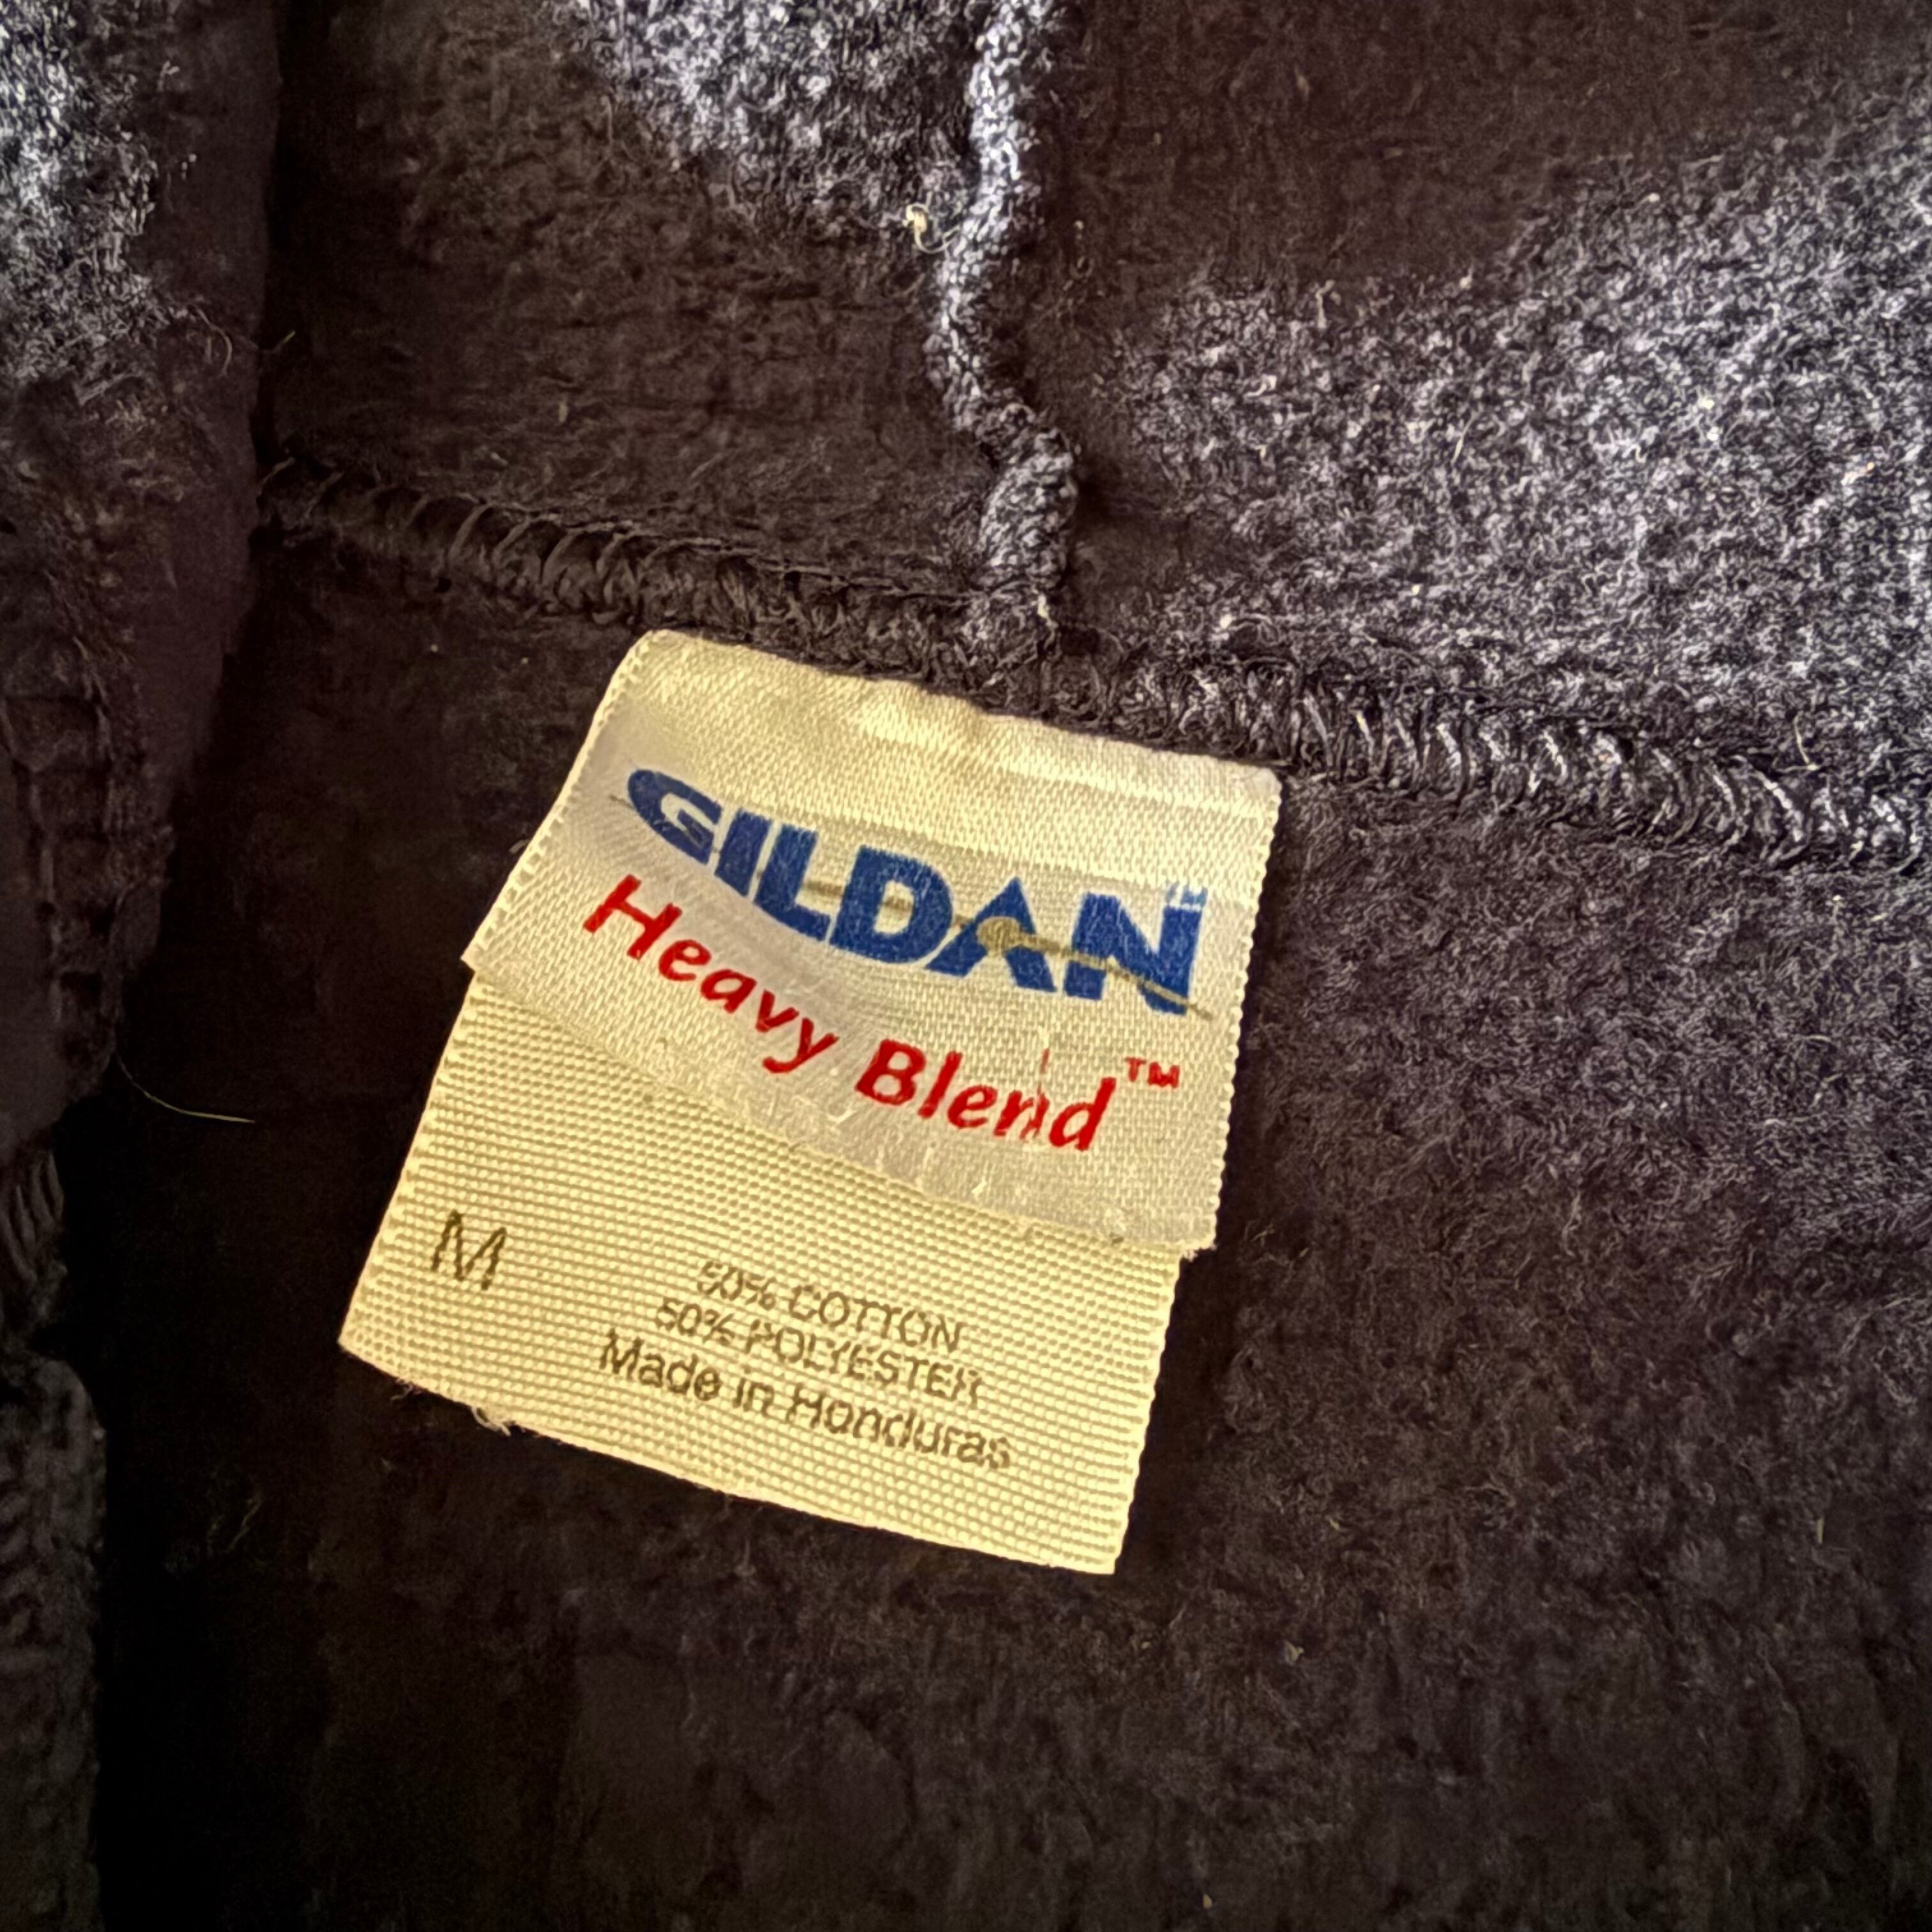 GILDAN
Heavy Blend™
M
50% COTTON
50% POLYESTER
Made in Honduras